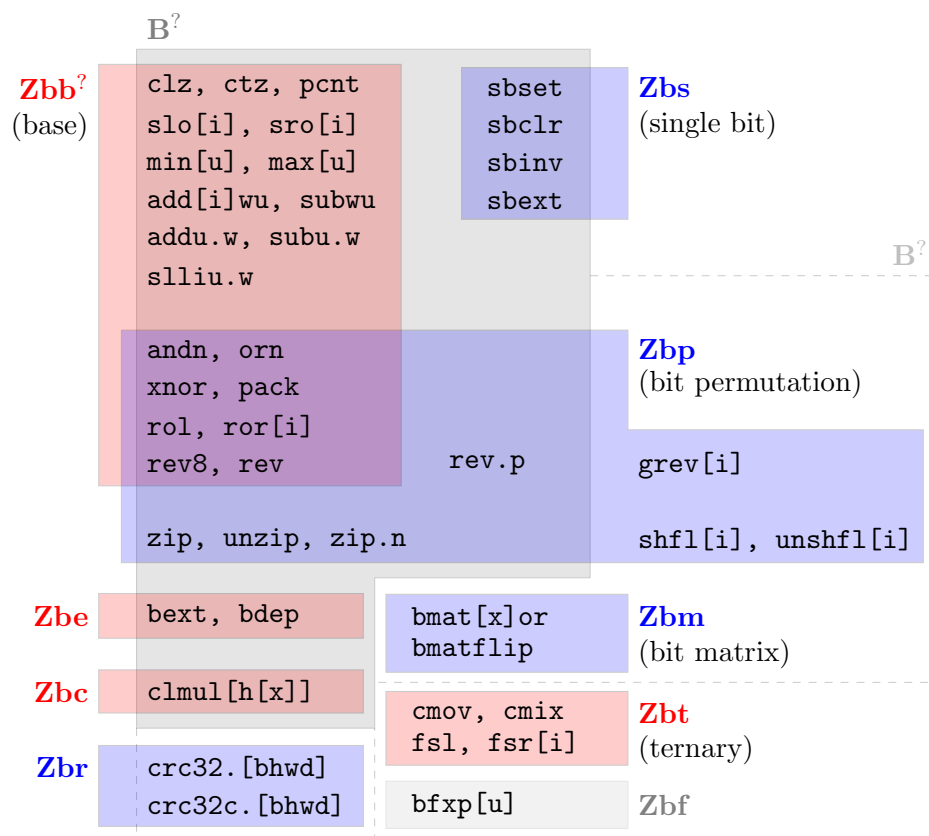 B?
Zbb?
(base)
clz, ctz, pcnt
slo[i], sro[i]
min[u], max[u]
add[i]wu, subwu
addu.w, subu.w
slliu.w
sbset
sbclr
sbinv
sbext
Zbs
(single bit)
B?
andn, orn
xnor, pack
rol, ror[i]
rev8, rev
rev.p
grev[i]
Zbp
(bit permutation)
zip, unzip, zip.n
shfl[i], unshfl[i]
Zbe
bext, bdep
bmat[x]or
bmatflip
Zbm
(bit matrix)
Zbc
clmul[h[x]]
cmov, cmix
fsl, fsr[i]
Zbt
(ternary)
Zbr
crc32.[bhwd]
crc32c.[bhwd]
bfxp[u]
Zbf